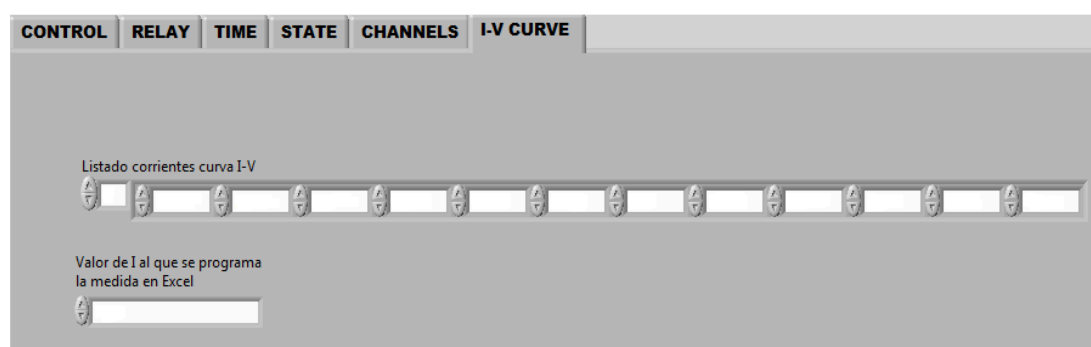 CONTROL RELAY TIME STATE CHANNELS I-V CURVE
Listado corrientes curva I-V
Valor de I al que se programa
la medida en Excel